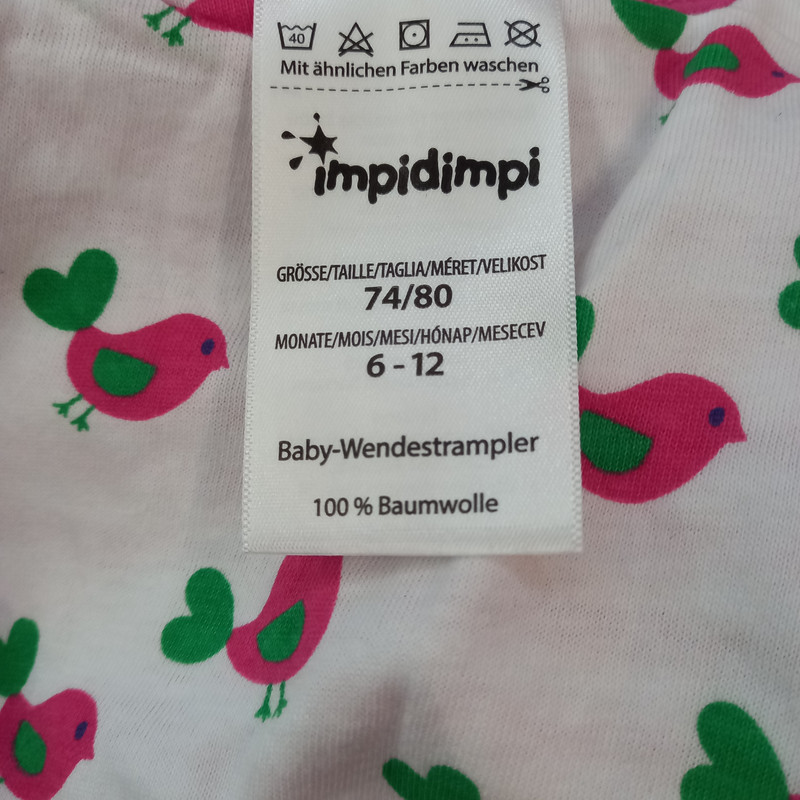 40
Mit ähnlichen Farben waschen
impidimpi
GRÖSSE/TAILLE/TAGLIA/MÉRET/VELIKOST
74/80
MONATE/MOIS/MESI/HÓNAP/MESECEV
6 - 12
Baby-Wendestrampler
100 % Baumwolle